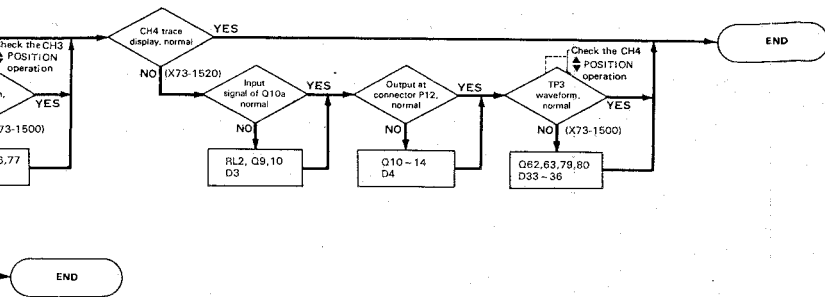 CH4 trace
display, normal
YES
END
Check the CH3
POSITION
operation
YES
NO (X73-1520)
Input
signal of Q10a
normal
YES
NO
RL2, Q9,10
D3
Output at
connector P12,
normal
YES
NO
Q10~14
D4
Check the CH4
POSITION
operation
TP3
waveform,
normal
YES
NO (X73-1500)
Q62,63,79,80
D33~36
73-1500)
6,77
END